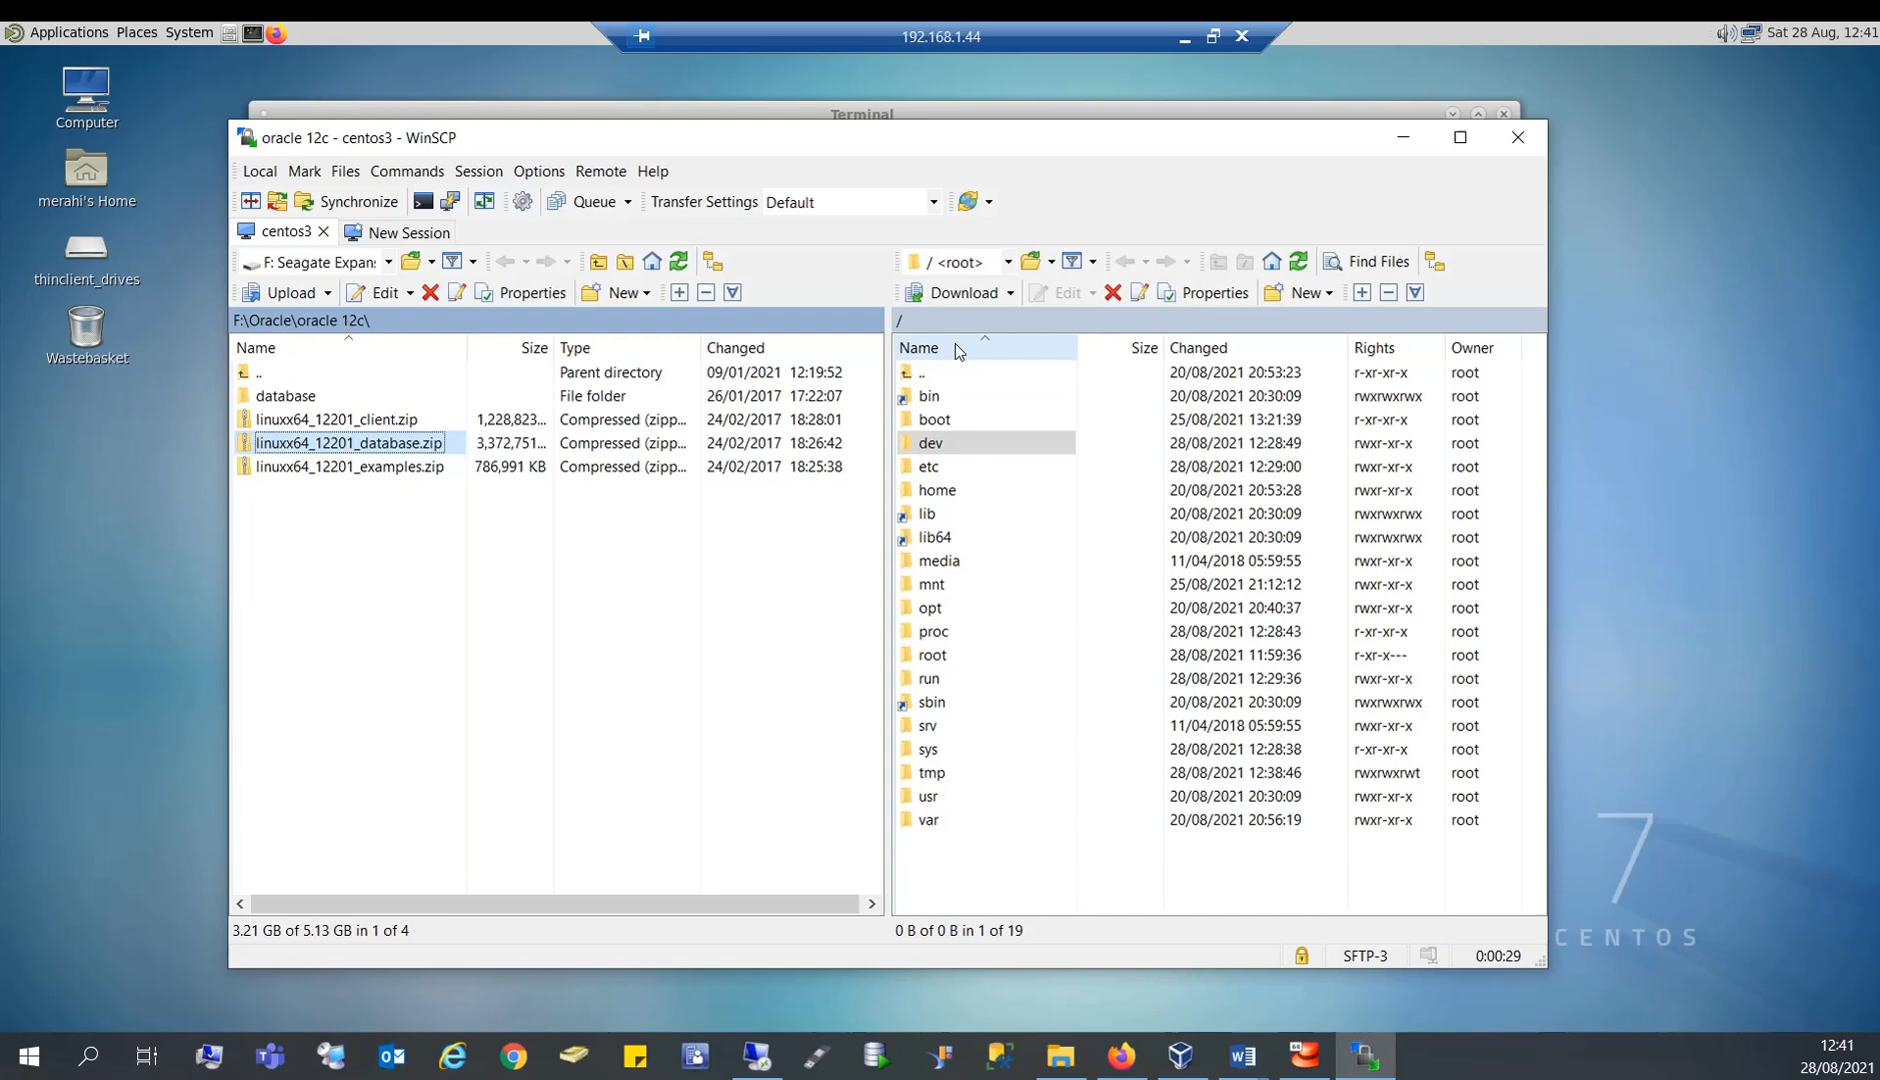 Applications Places System
192.168.1.44
Sat 28 Aug, 12:41
Computer
merahi's Home
thinclient_drives
Wastebasket
Terminal
oracle 12c - centos3 - WinSCP
Local Mark Files Commands Session Options Remote Help
Synchronize Queue Transfer Settings Default
centos3 New Session
F: Seagate Expan: / <root> Find Files
Upload Edit Properties New Download Edit Properties New
F:\Oracle\oracle 12c\ /
Name Size Type Changed
.. Parent directory 09/01/2021 12:19:52
database File folder 26/01/2017 17:22:07
linuxx64_12201_client.zip 1,228,823... Compressed (zipp... 24/02/2017 18:28:01
linuxx64_12201_database.zip 3,372,751... Compressed (zipp... 24/02/2017 18:26:42
linuxx64_12201_examples.zip 786,991 KB Compressed (zipp... 24/02/2017 18:25:38
Name Size Changed Rights Owner
.. 20/08/2021 20:53:23 r-xr-xr-x root
bin 20/08/2021 20:30:09 rwxrwxrwx root
boot 25/08/2021 13:21:39 r-xr-xr-x root
dev 28/08/2021 12:28:49 rwxr-xr-x root
etc 28/08/2021 12:29:00 rwxr-xr-x root
home 20/08/2021 20:53:28 rwxr-xr-x root
lib 20/08/2021 20:30:09 rwxrwxrwx root
lib64 20/08/2021 20:30:09 rwxrwxrwx root
media 11/04/2018 05:59:55 rwxr-xr-x root
mnt 25/08/2021 21:12:12 rwxr-xr-x root
opt 20/08/2021 20:40:37 rwxr-xr-x root
proc 28/08/2021 12:28:43 r-xr-xr-x root
root 28/08/2021 11:59:36 r-xr-x--- root
run 28/08/2021 12:29:36 rwxr-xr-x root
sbin 20/08/2021 20:30:09 rwxrwxrwx root
srv 11/04/2018 05:59:55 rwxr-xr-x root
sys 28/08/2021 12:28:38 r-xr-xr-x root
tmp 28/08/2021 12:38:46 rwxrwxrwt root
usr 20/08/2021 20:30:09 rwxr-xr-x root
var 20/08/2021 20:56:19 rwxr-xr-x root
3.21 GB of 5.13 GB in 1 of 4 0 B of 0 B in 1 of 19
SFTP-3 0:00:29
7
CENTOS
12:41
28/08/2021